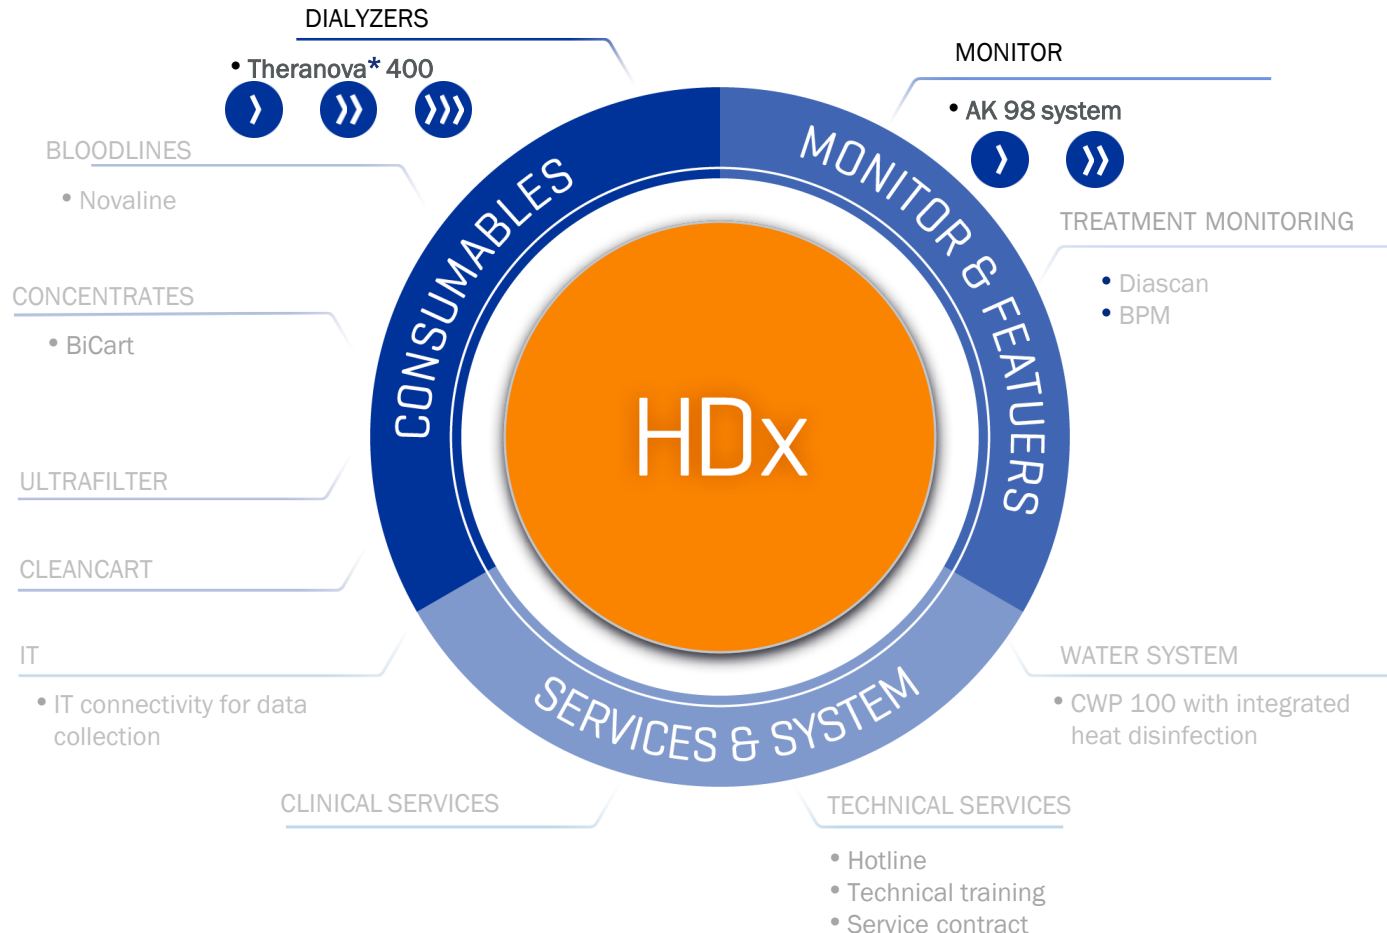 DIALYZERS
• Theranova* 400
MONITOR
• AK 98 system
BLOODLINES
• Novaline
TREATMENT MONITORING
• Diascan
• BPM
CONCENTRATES
• BiCart
ULTRAFILTER
CLEANCART
IT
• IT connectivity for data
collection
CONSUMABLES
MONITOR & FEATUERS
HDx
SERVICES & SYSTEM
WATER SYSTEM
• CWP 100 with integrated
heat disinfection
CLINICAL SERVICES
TECHNICAL SERVICES
• Hotline
• Technical training
• Service contract